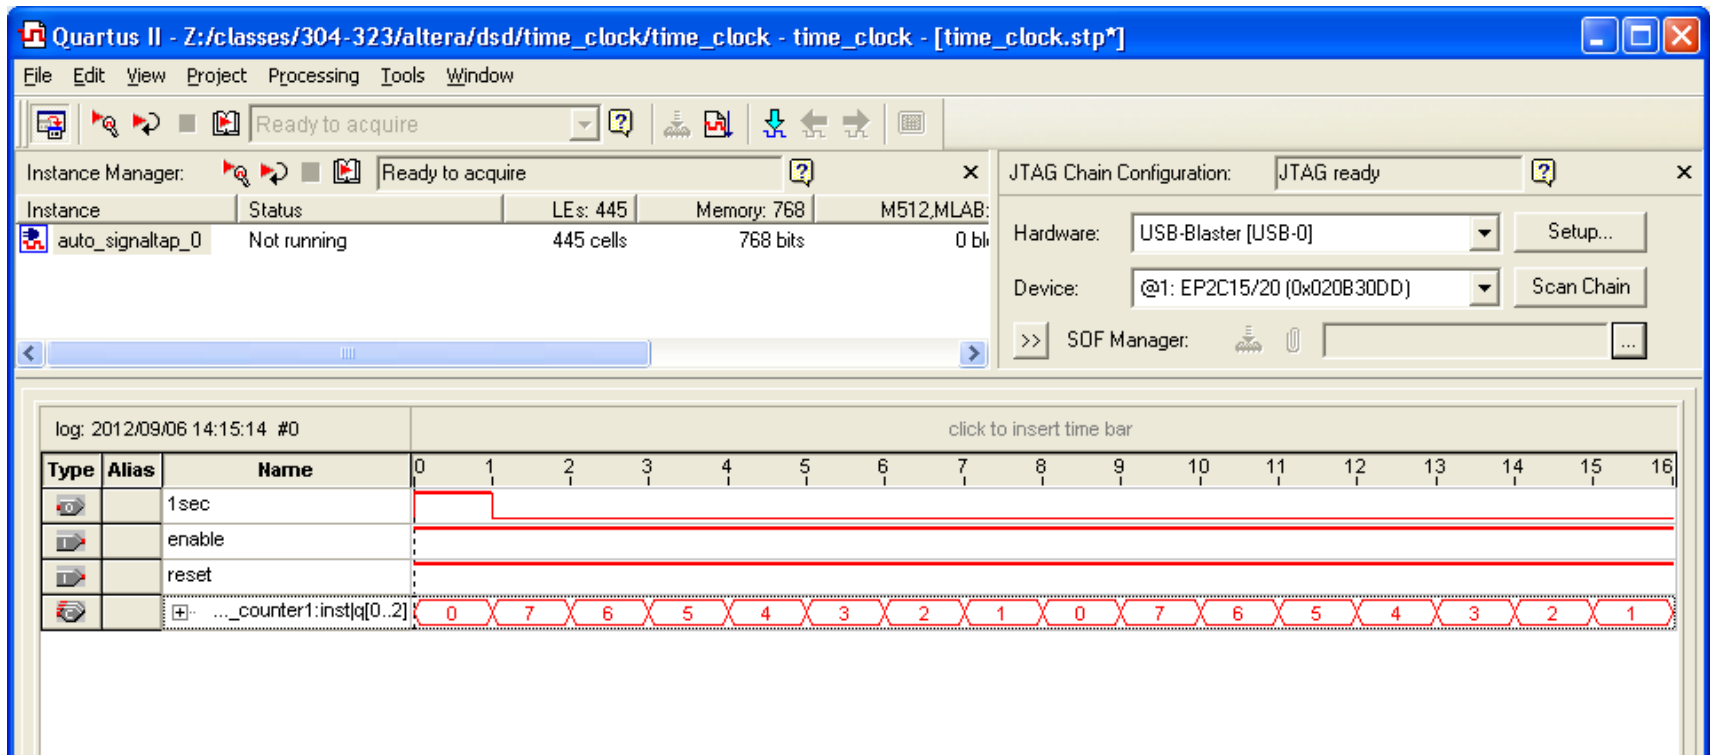 Quartus II - Z:/classes/304-323/altera/dsd/time_clock/time_clock - time_clock - [time_clock.stp*]
File Edit View Project Processing Tools Window
Ready to acquire
Instance Manager: Ready to acquire
JTAG Chain Configuration: JTAG ready
Instance Status LEs: 445 Memory: 768 M512,MLAB:
auto_signaltap_0 Not running 445 cells 768 bits 0 bl
Hardware: USB-Blaster [USB-0] Setup...
Device: @1: EP2C15/20 (0x020B30DD) Scan Chain
>> SOF Manager: ...
log: 2012/09/06 14:15:14 #0 click to insert time bar
Type Alias Name 0 1 2 3 4 5 6 7 8 9 10 11 12 13 14 15 16
1sec
enable
reset
..._counter1:inst|q[0..2] 0 7 6 5 4 3 2 1 0 7 6 5 4 3 2 1